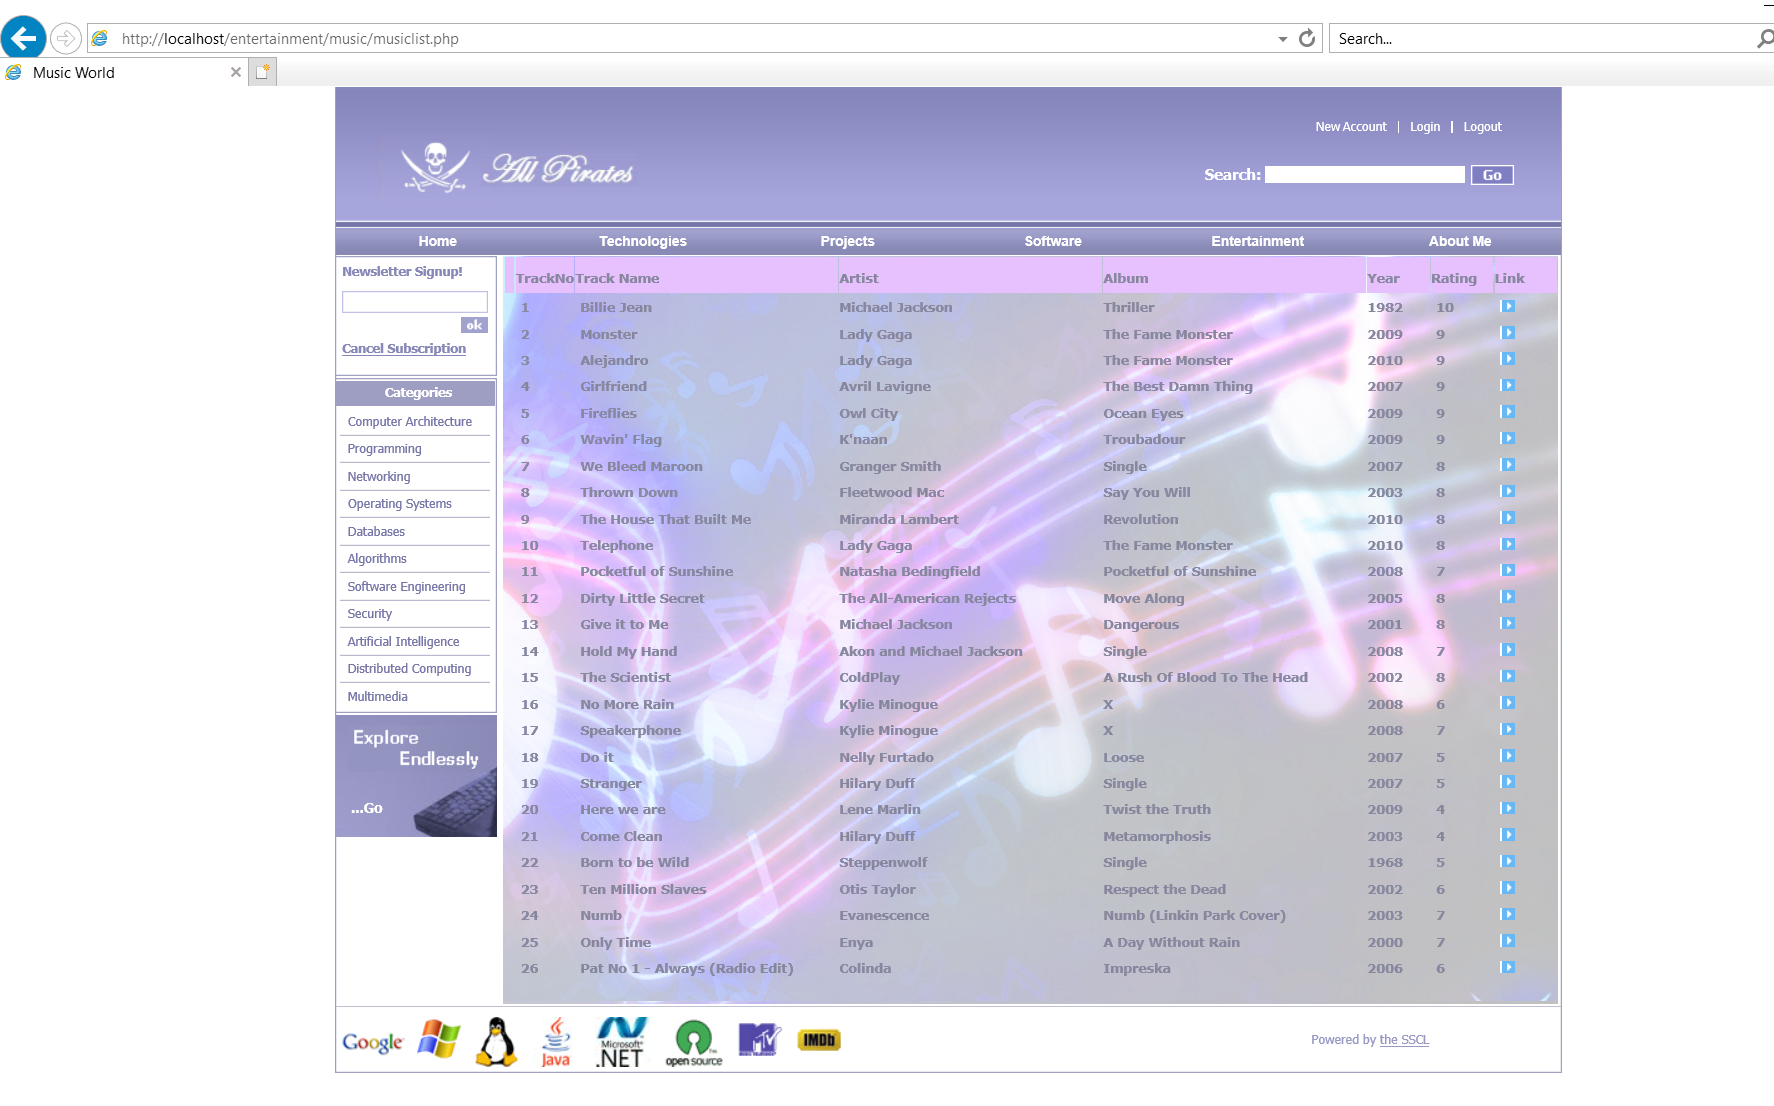 http://localhost/entertainment/music/musiclist.php
Search...
Music World
New Account | Login | Logout
All Pirates
Search: Go
Home Technologies Projects Software Entertainment About Me
Newsletter Signup!
ok
Cancel Subscription
Categories
Computer Architecture
Programming
Networking
Operating Systems
Databases
Algorithms
Software Engineering
Security
Artificial Intelligence
Distributed Computing
Multimedia
Explore
Endlessly
...Go
TrackNo Track Name Artist Album Year Rating Link
1 Billie Jean Michael Jackson Thriller 1982 10
2 Monster Lady Gaga The Fame Monster 2009 9
3 Alejandro Lady Gaga The Fame Monster 2010 9
4 Girlfriend Avril Lavigne The Best Damn Thing 2007 9
5 Fireflies Owl City Ocean Eyes 2009 9
6 Wavin' Flag K'naan Troubadour 2009 9
7 We Bleed Maroon Granger Smith Single 2007 8
8 Thrown Down Fleetwood Mac Say You Will 2003 8
9 The House That Built Me Miranda Lambert Revolution 2010 8
10 Telephone Lady Gaga The Fame Monster 2010 8
11 Pocketful of Sunshine Natasha Bedingfield Pocketful of Sunshine 2008 7
12 Dirty Little Secret The All-American Rejects Move Along 2005 8
13 Give it to Me Michael Jackson Dangerous 2001 8
14 Hold My Hand Akon and Michael Jackson Single 2008 7
15 The Scientist ColdPlay A Rush Of Blood To The Head 2002 8
16 No More Rain Kylie Minogue X 2008 6
17 Speakerphone Kylie Minogue X 2008 7
18 Do it Nelly Furtado Loose 2007 5
19 Stranger Hilary Duff Single 2007 5
20 Here we are Lene Marlin Twist the Truth 2009 4
21 Come Clean Hilary Duff Metamorphosis 2003 4
22 Born to be Wild Steppenwolf Single 1968 5
23 Ten Million Slaves Otis Taylor Respect the Dead 2002 6
24 Numb Evanescence Numb (Linkin Park Cover) 2003 7
25 Only Time Enya A Day Without Rain 2000 7
26 Pat No 1 - Always (Radio Edit) Colinda Impreska 2006 6
Google
Java
Microsoft
.NET
open source
MTV
IMDb
Powered by the SSCL